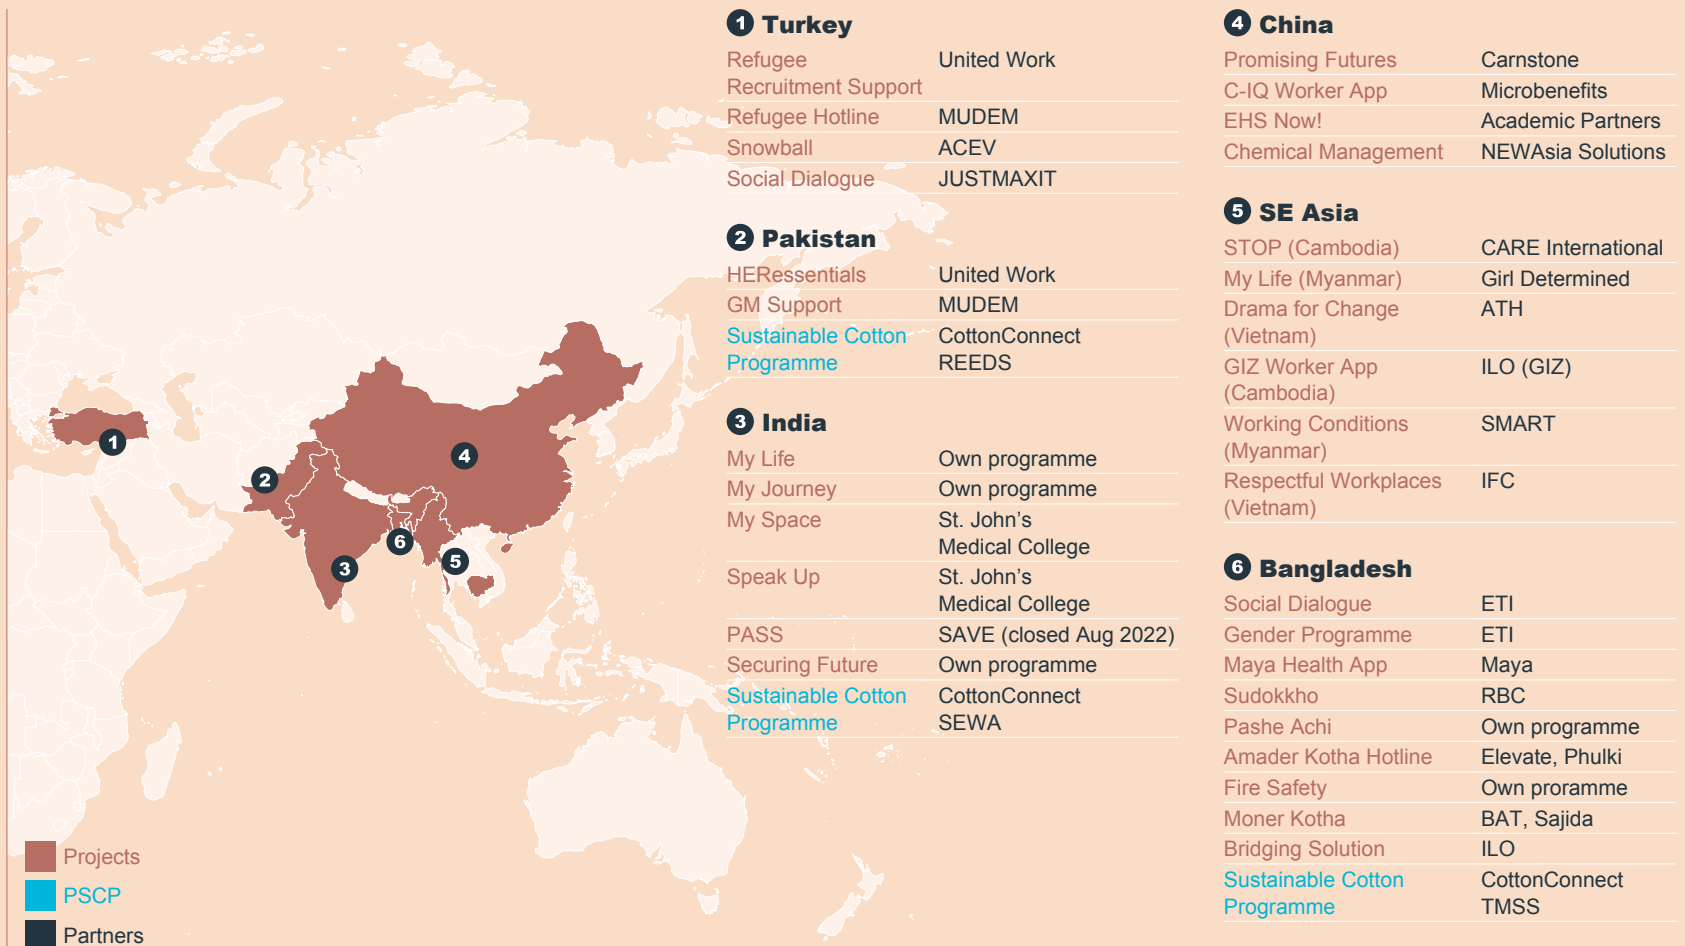 1 Turkey
Refugee United Work
Recruitment Support
Refugee Hotline MUDEM
Snowball ACEV
Social Dialogue JUSTMAXIT
2 Pakistan
HERessentials United Work
GM Support MUDEM
Sustainable Cotton CottonConnect
Programme REEDS
3 India
My Life Own programme
My Journey Own programme
My Space St. John’s
Medical College
Speak Up St. John’s
Medical College
PASS SAVE (closed Aug 2022)
Securing Future Own programme
Sustainable Cotton CottonConnect
Programme SEWA
4 China
Promising Futures Carnstone
C-IQ Worker App Microbenefits
EHS Now! Academic Partners
Chemical Management NEWAsia Solutions
5 SE Asia
STOP (Cambodia) CARE International
My Life (Myanmar) Girl Determined
Drama for Change ATH
(Vietnam)
GIZ Worker App ILO (GIZ)
(Cambodia)
Working Conditions SMART
(Myanmar)
Respectful Workplaces IFC
(Vietnam)
6 Bangladesh
Social Dialogue ETI
Gender Programme ETI
Maya Health App Maya
Sudokkho RBC
Pashe Achi Own programme
Amader Kotha Hotline Elevate, Phulki
Fire Safety Own proramme
Moner Kotha BAT, Sajida
Bridging Solution ILO
Sustainable Cotton CottonConnect
Programme TMSS
1
2
3
4
5
6
Projects
PSCP
Partners